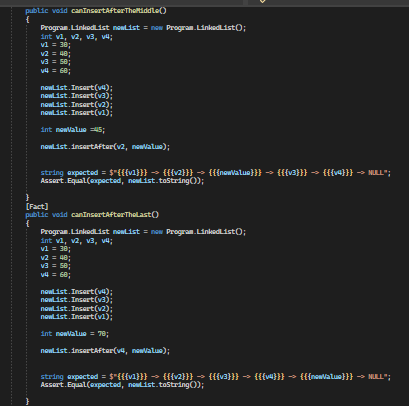 public void canInsertAfterTheMiddle()
{
Program.LinkedList newList = new Program.LinkedList();
int v1, v2, v3, v4;
v1 = 30;
v2 = 40;
v3 = 50;
v4 = 60;
newList.Insert(v4);
newList.Insert(v3);
newList.Insert(v2);
newList.Insert(v1);
int newValue =45;
newList.insertAfter(v2, newValue);
string expected = $"{{{v1}}} -> {{{v2}}} -> {{{newValue}}} -> {{{v3}}} -> {{{v4}}} -> NULL";
Assert.Equal(expected, newList.toString());
}
[Fact]
public void canInsertAfterTheLast()
{
Program.LinkedList newList = new Program.LinkedList();
int v1, v2, v3, v4;
v1 = 30;
v2 = 40;
v3 = 50;
v4 = 60;
newList.Insert(v4);
newList.Insert(v3);
newList.Insert(v2);
newList.Insert(v1);
int newValue = 70;
newList.insertAfter(v4, newValue);
string expected = $"{{{v1}}} -> {{{v2}}} -> {{{v3}}} -> {{{v4}}} -> {{{newValue}}} -> NULL";
Assert.Equal(expected, newList.toString());
}